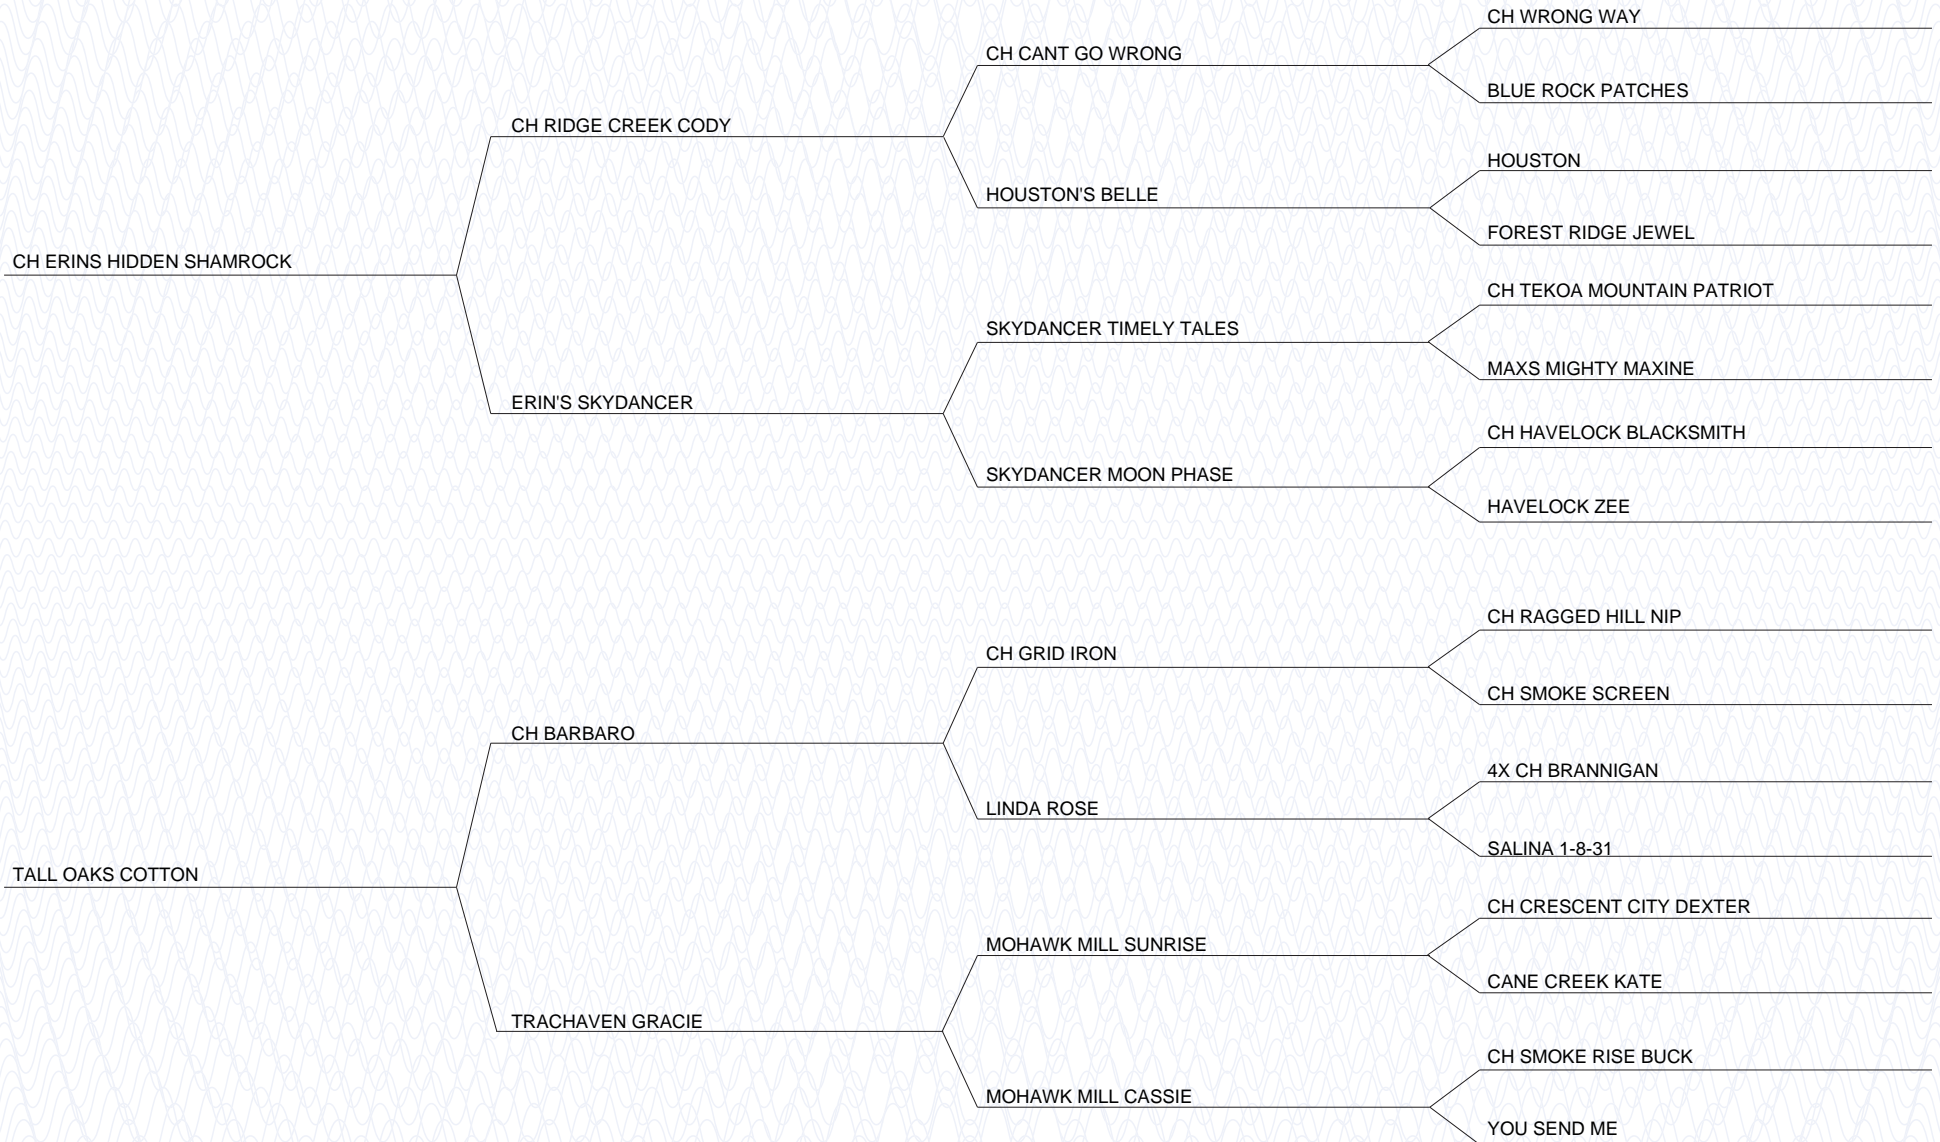 CH WRONG WAY
CH CANT GO WRONG
BLUE ROCK PATCHES
CH RIDGE CREEK CODY
HOUSTON
HOUSTON'S BELLE
FOREST RIDGE JEWEL
CH ERINS HIDDEN SHAMROCK
CH TEKOA MOUNTAIN PATRIOT
SKYDANCER TIMELY TALES
MAXS MIGHTY MAXINE
ERIN'S SKYDANCER
CH HAVELOCK BLACKSMITH
SKYDANCER MOON PHASE
HAVELOCK ZEE
CH RAGGED HILL NIP
CH GRID IRON
CH SMOKE SCREEN
CH BARBARO
4X CH BRANNIGAN
LINDA ROSE
SALINA 1-8-31
TALL OAKS COTTON
CH CRESCENT CITY DEXTER
MOHAWK MILL SUNRISE
CANE CREEK KATE
TRACHAVEN GRACIE
CH SMOKE RISE BUCK
MOHAWK MILL CASSIE
YOU SEND ME